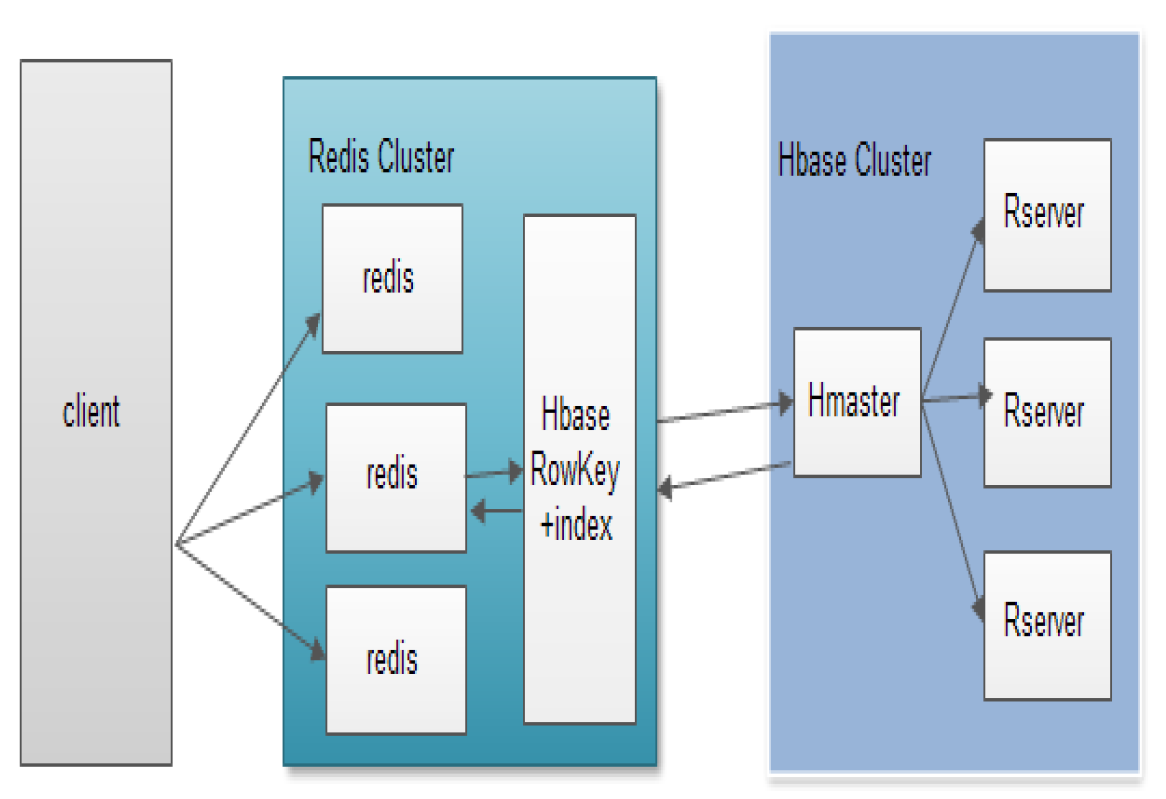 client
Redis Cluster
redis
redis
redis
Hbase
RowKey
+index
Hbase Cluster
Hmaster
Rserver
Rserver
Rserver